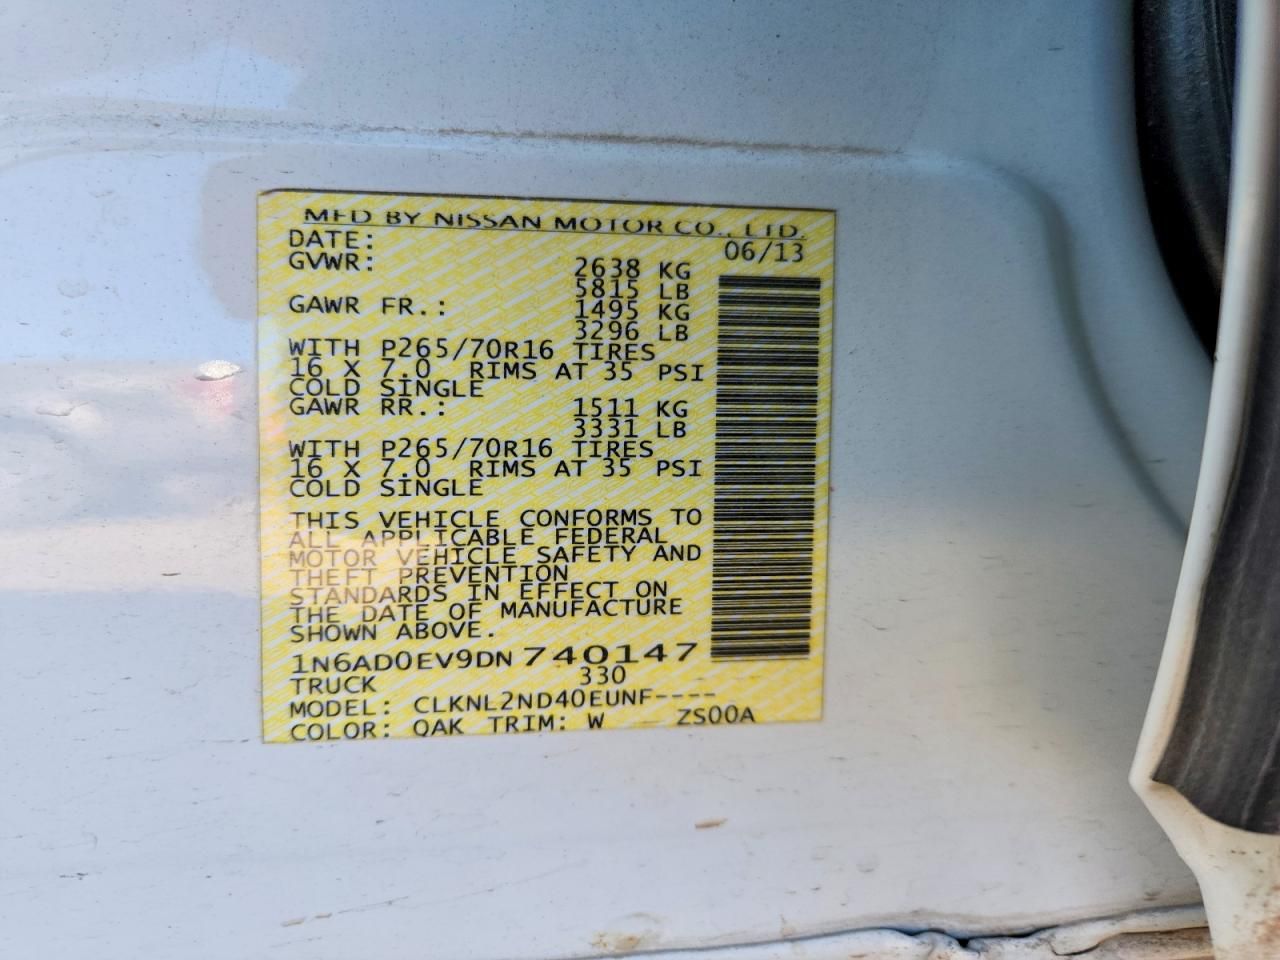 MFD BY NISSAN MOTOR CO., LTD.
DATE: 06/13
GVWR: 2638 KG
5815 LB
GAWR FR.: 1495 KG
3296 LB
WITH P265/70R16 TIRES
16 X 7.0 RIMS AT 35 PSI
COLD SINGLE
GAWR RR.: 1511 KG
3331 LB
WITH P265/70R16 TIRES
16 X 7.0 RIMS AT 35 PSI
COLD SINGLE
THIS VEHICLE CONFORMS TO
ALL APPLICABLE FEDERAL
MOTOR VEHICLE SAFETY AND
THEFT PREVENTION
STANDARDS IN EFFECT ON
THE DATE OF MANUFACTURE
SHOWN ABOVE.
1N6AD0EV9DN740147
TRUCK 330
MODEL: CLKNL2ND40EUNF----
COLOR: QAK TRIM: W ZS00A